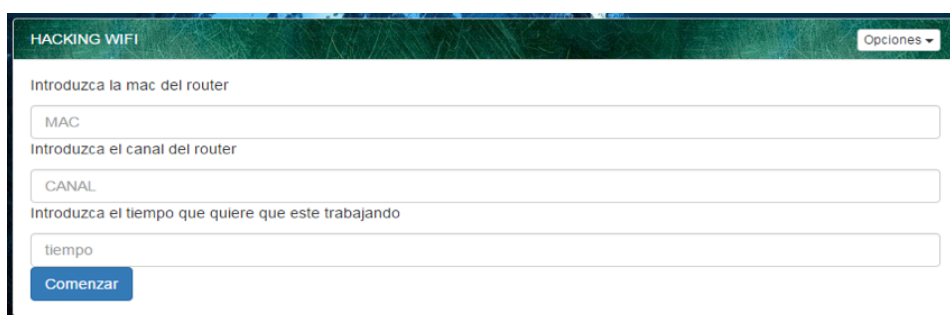 HACKING WIFI
Opciones
Introduzca la mac del router
MAC
Introduzca el canal del router
CANAL
Introduzca el tiempo que quiere que este trabajando
tiempo
Comenzar